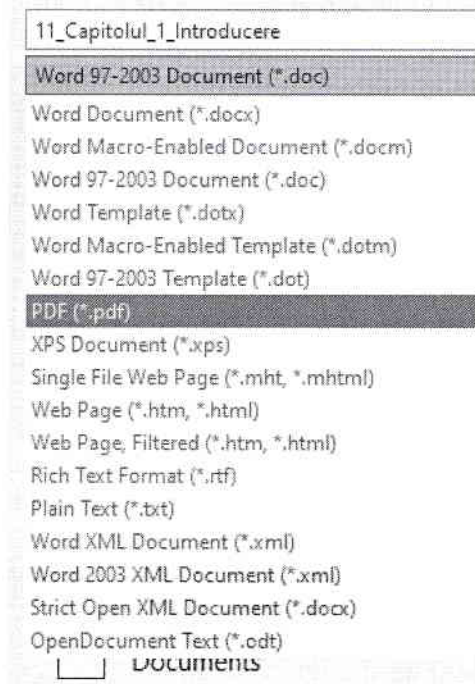 11_Capitolul_1_Introducere
Word 97-2003 Document (*.doc)
Word Document (*.docx)
Word Macro-Enabled Document (*.docm)
Word 97-2003 Document (*.doc)
Word Template (*.dotx)
Word Macro-Enabled Template (*.dotm)
Word 97-2003 Template (*.dot)
PDF (*.pdf)
XPS Document (*.xps)
Single File Web Page (*.mht, *.mhtml)
Web Page (*.htm, *.html)
Web Page, Filtered (*.htm, *.html)
Rich Text Format (*.rtf)
Plain Text (*.txt)
Word XML Document (*.xml)
Word 2003 XML Document (*.xml)
Strict Open XML Document (*.docx)
OpenDocument Text (*.odt)
Documents